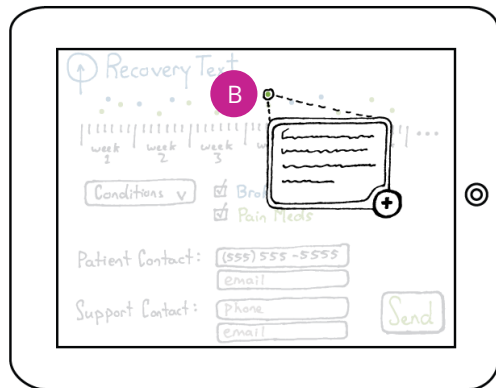 Recovery Text
B
week week week w
1 2 3
Conditions v
Bro
Pain Meds
Patient Contact: (555) 555-5555
email
Support Contact: phone
email
Send